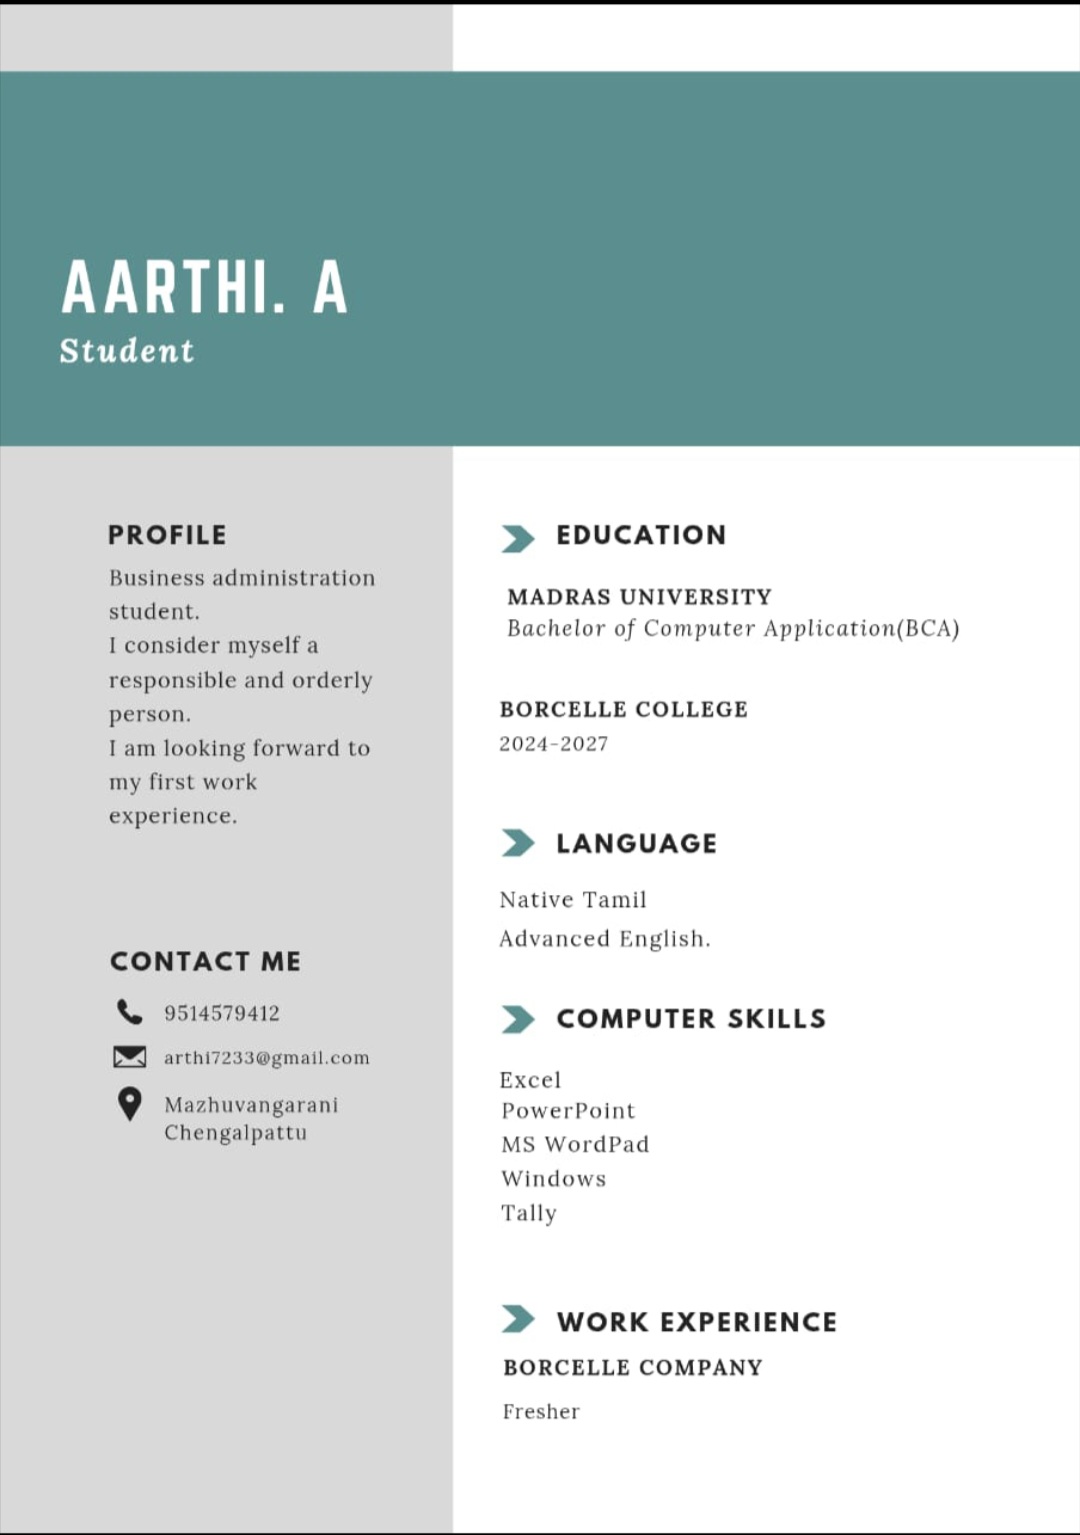 AARTHI. A
Student
PROFILE
Business administration
student.
I consider myself a
responsible and orderly
person.
I am looking forward to
my first work
experience.
CONTACT ME
9514579412
arthi7233@gmail.com
Mazhuvangarani
Chengalpattu
EDUCATION
MADRAS UNIVERSITY
Bachelor of Computer Application(BCA)
BORCELLE COLLEGE
2024-2027
LANGUAGE
Native Tamil
Advanced English.
COMPUTER SKILLS
Excel
PowerPoint
MS WordPad
Windows
Tally
WORK EXPERIENCE
BORCELLE COMPANY
Fresher